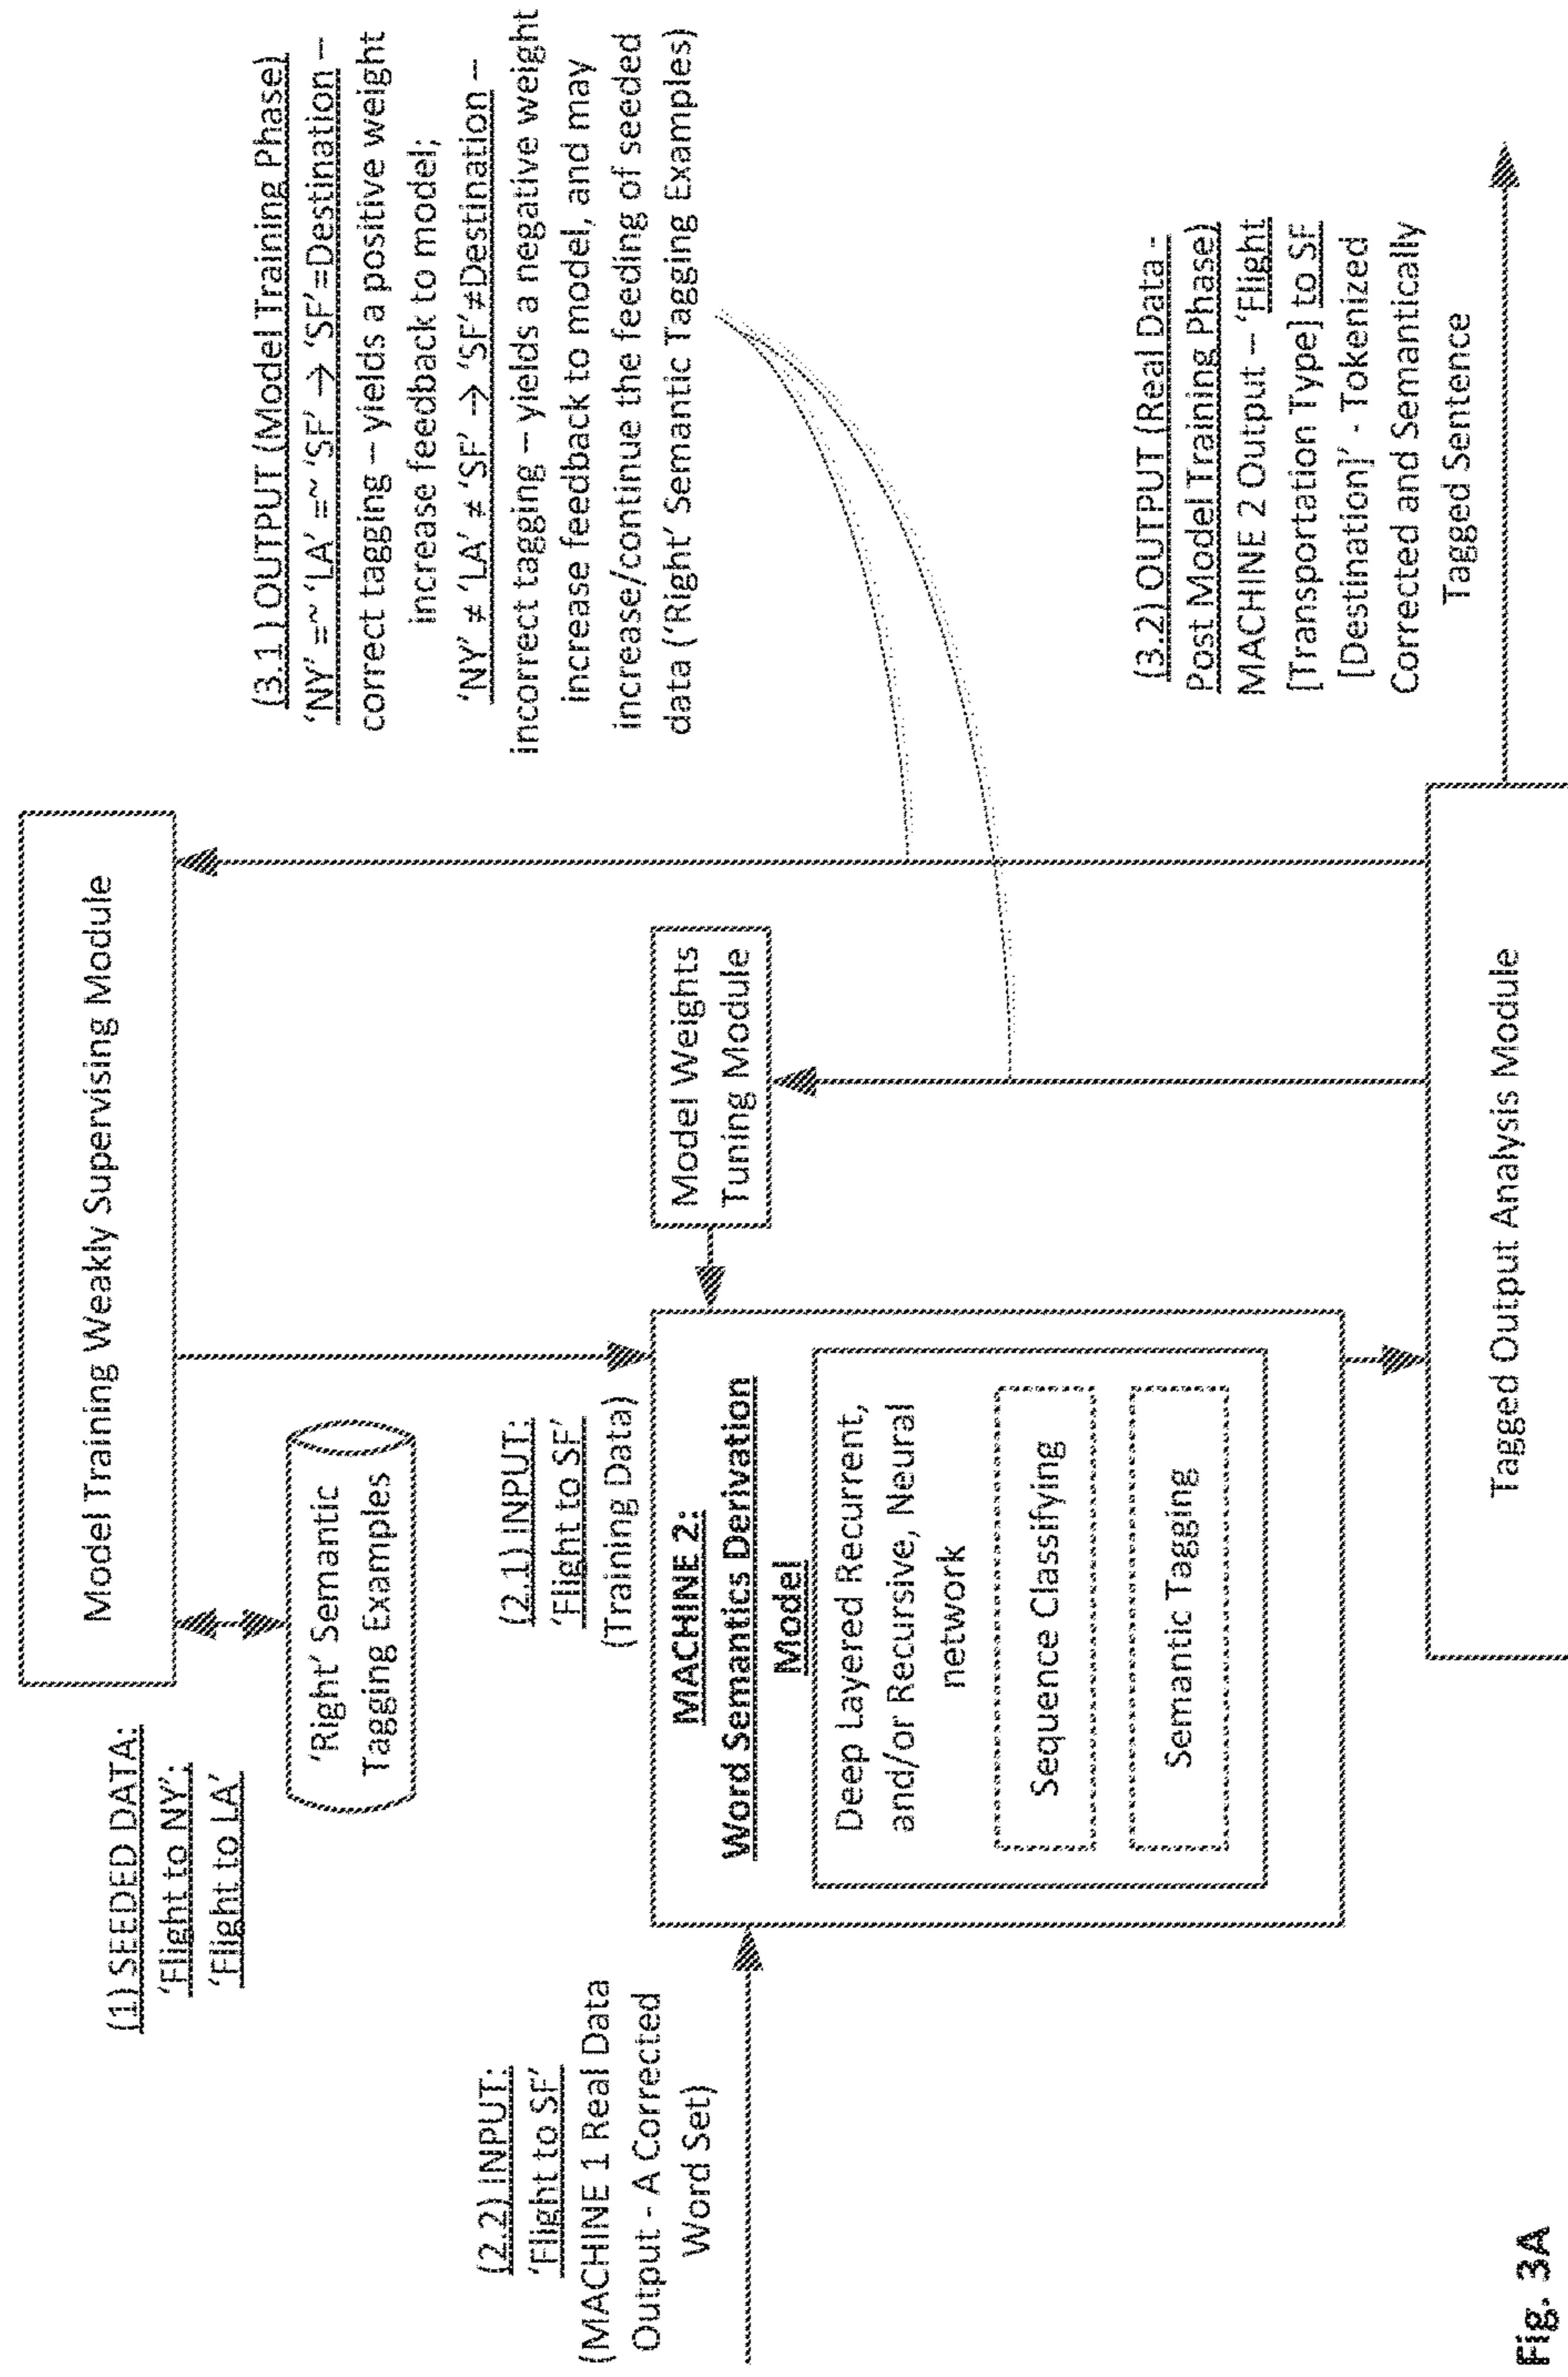 Model Training Weakly Supervising Module
(1) SEEDED DATA:
‘Flight to NY’;
‘Flight to LA’
‘Right’ Semantic
Tagging Examples
(3.1) OUTPUT (Model Training Phase)
‘NY’ =~ ‘LA’ =~ ‘SF’ → ‘SF’=Destination –
correct tagging – yields a positive weight
increase feedback to model;
‘NY’ ≠ ‘LA’ ≠ ‘SF’ → ‘SF’≠Destination –
incorrect tagging – yields a negative weight
increase feedback to model, and may
increase/continue the feeding of seeded
data (‘Right’ Semantic Tagging Examples)
(2.1) INPUT:
‘Flight to SF’
(Training Data)
(2.2) INPUT:
‘Flight to SF’
(MACHINE 1 Real Data
Output - A Corrected
Word Set)
MACHINE 2:
Word Semantics Derivation
Model
Deep Layered Recurrent,
and/or Recursive, Neural
network
Sequence Classifying
Semantic Tagging
Model Weights
Tuning Module
(3.2) OUTPUT (Real Data -
Post Model Training Phase)
MACHINE 2 Output – ‘Flight
[Transportation Type] to SF
[Destination]’ - Tokenized
Corrected and Semantically
Tagged Sentence
Tagged Output Analysis Module
Fig. 3A